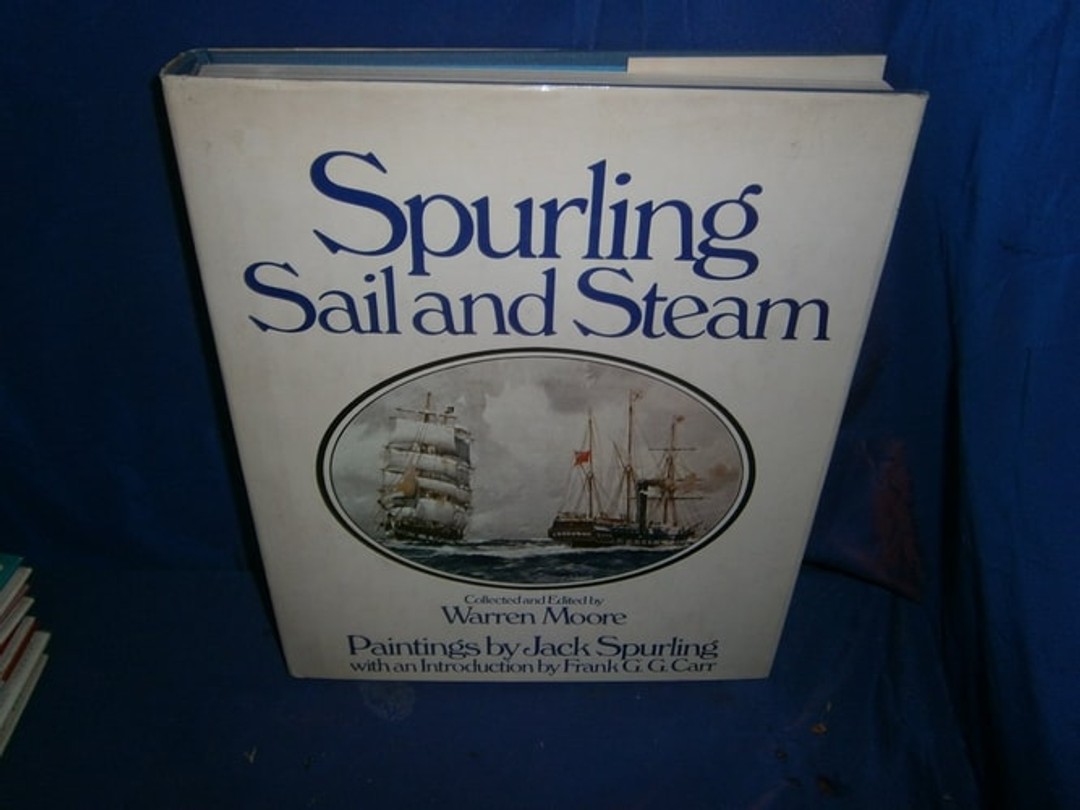 Spurling
Sail and Steam
Collected and Edited by
Warren Moore
Paintings by Jack Spurling
with an Introduction by Frank G. G. Carr